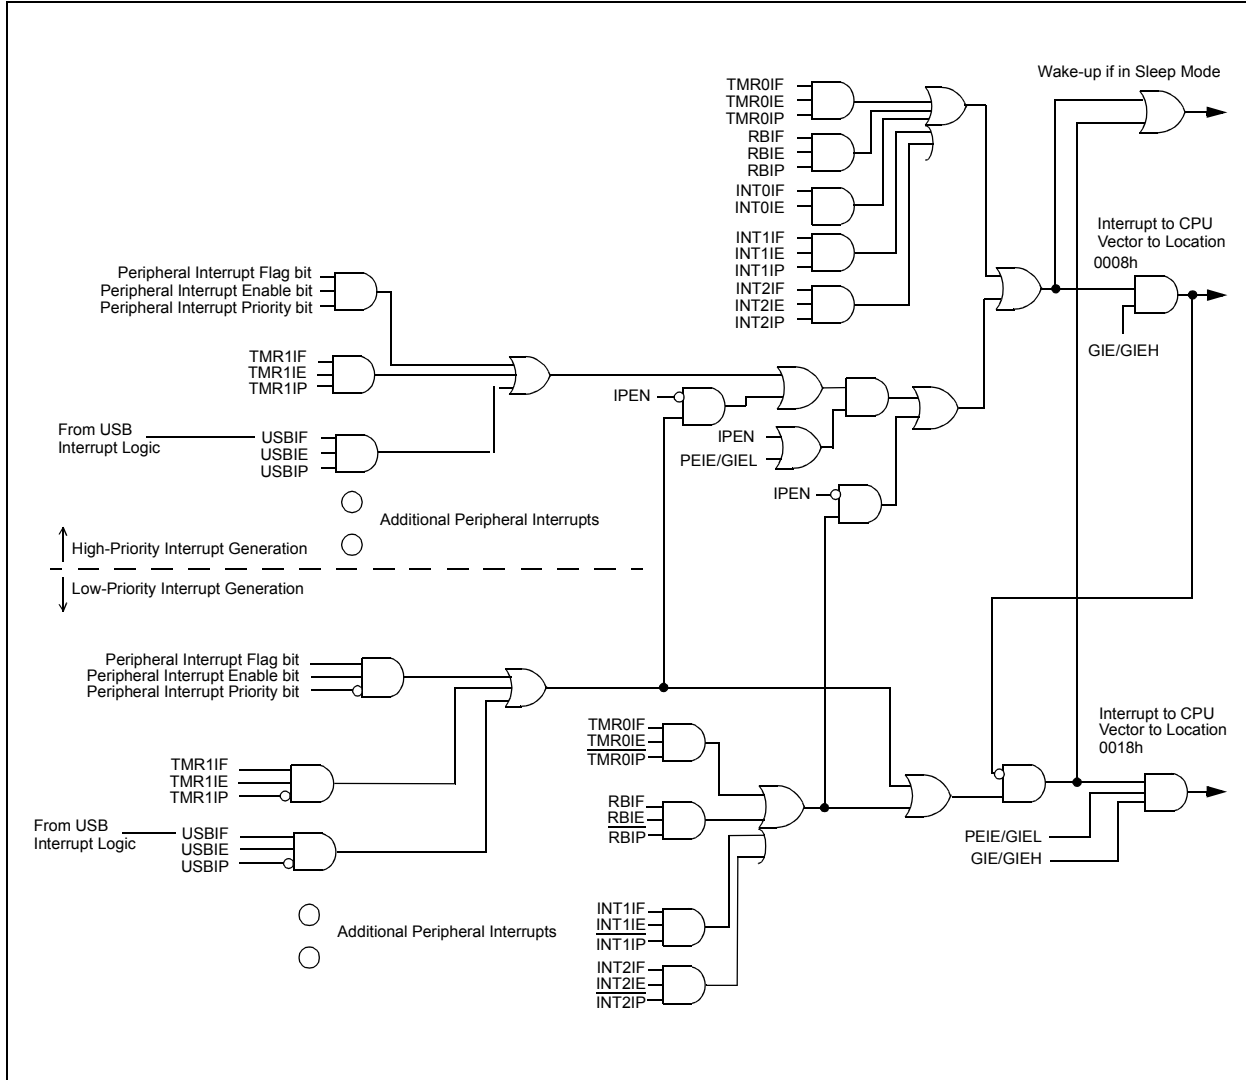 Wake-up if in Sleep Mode
TMR0IF
TMR0IE
TMR0IP
RBIF
RBIE
RBIP
INT0IF
INT0IE
INT1IF
INT1IE
INT1IP
INT2IF
INT2IE
INT2IP
Interrupt to CPU
Vector to Location
0008h
GIE/GIEH
Peripheral Interrupt Flag bit
Peripheral Interrupt Enable bit
Peripheral Interrupt Priority bit
TMR1IF
TMR1IE
TMR1IP
From USB
Interrupt Logic
USBIF
USBIE
USBIP
IPEN
IPEN
PEIE/GIEL
IPEN
Additional Peripheral Interrupts
High-Priority Interrupt Generation
Low-Priority Interrupt Generation
Peripheral Interrupt Flag bit
Peripheral Interrupt Enable bit
Peripheral Interrupt Priority bit
TMR1IF
TMR1IE
TMR1IP
From USB
Interrupt Logic
USBIF
USBIE
USBIP
Additional Peripheral Interrupts
TMR0IF
TMR0IE
TMR0IP
RBIF
RBIE
RBIP
INT1IF
INT1IE
INT1IP
INT2IF
INT2IE
INT2IP
Interrupt to CPU
Vector to Location
0018h
PEIE/GIEL
GIE/GIEH